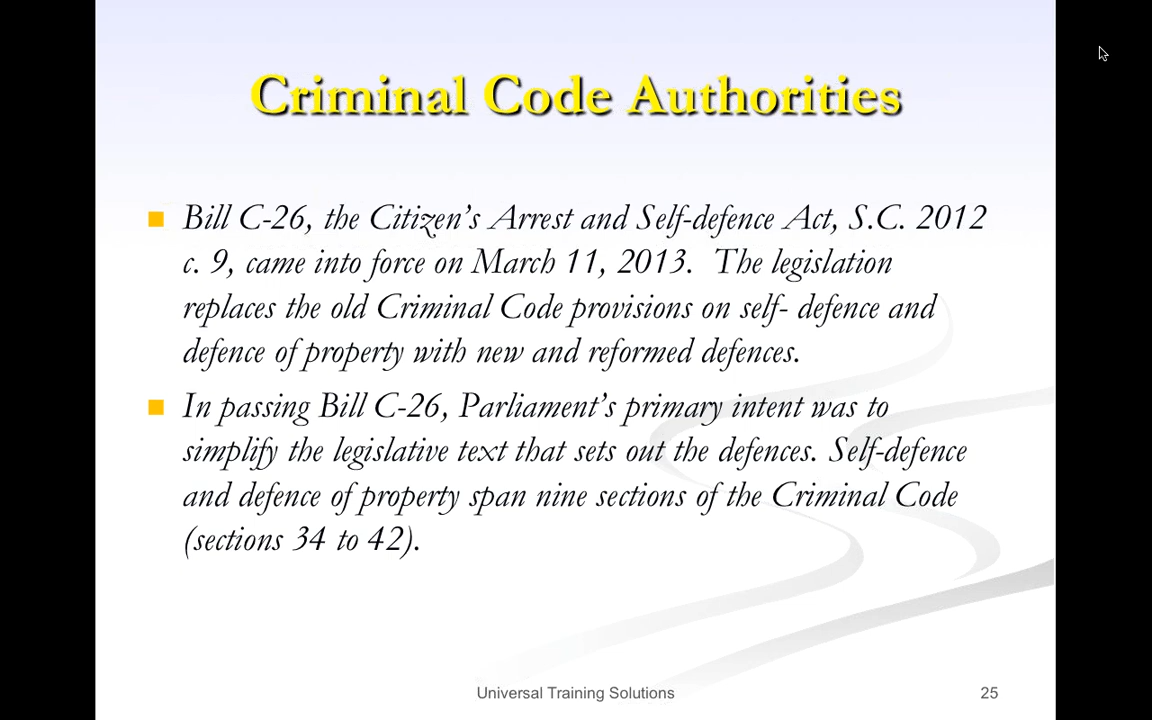 Criminal Code Authorities
Bill C-26, the Citizen's Arrest and Self-defence Act, S.C. 2012
c. 9, came into force on March 11, 2013.  The legislation
replaces the old Criminal Code provisions on self- defence and
defence of property with new and reformed defences.
In passing Bill C-26, Parliament's primary intent was to
simplify the legislative text that sets out the defences. Self-defence
and defence of property span nine sections of the Criminal Code
(sections 34 to 42).
Universal Training Solutions
25